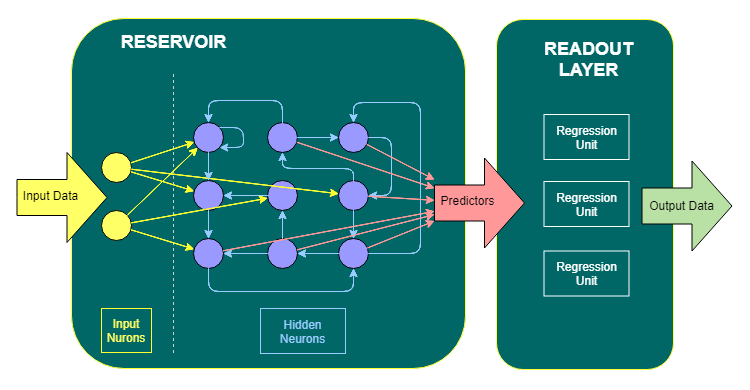 RESERVOIR
Input Data
Input
Nurons
Hidden
Neurons
Predictors
READOUT
LAYER
Regression
Unit
Regression
Unit
Regression
Unit
Output Data